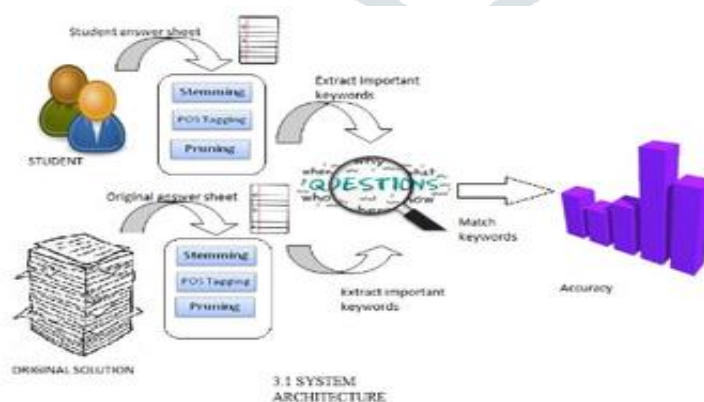 Student answer sheet
Stemming
POS Tagging
Pruning
Extract Important
keywords
STUDENT
why
QUESTIONS
Match
keywords
Original answer sheet
Stemming
POS Tagging
Pruning
Extract important
keywords
Accuracy
ORIGINAL SOLUTION
3.1 SYSTEM
ARCHITECTURE